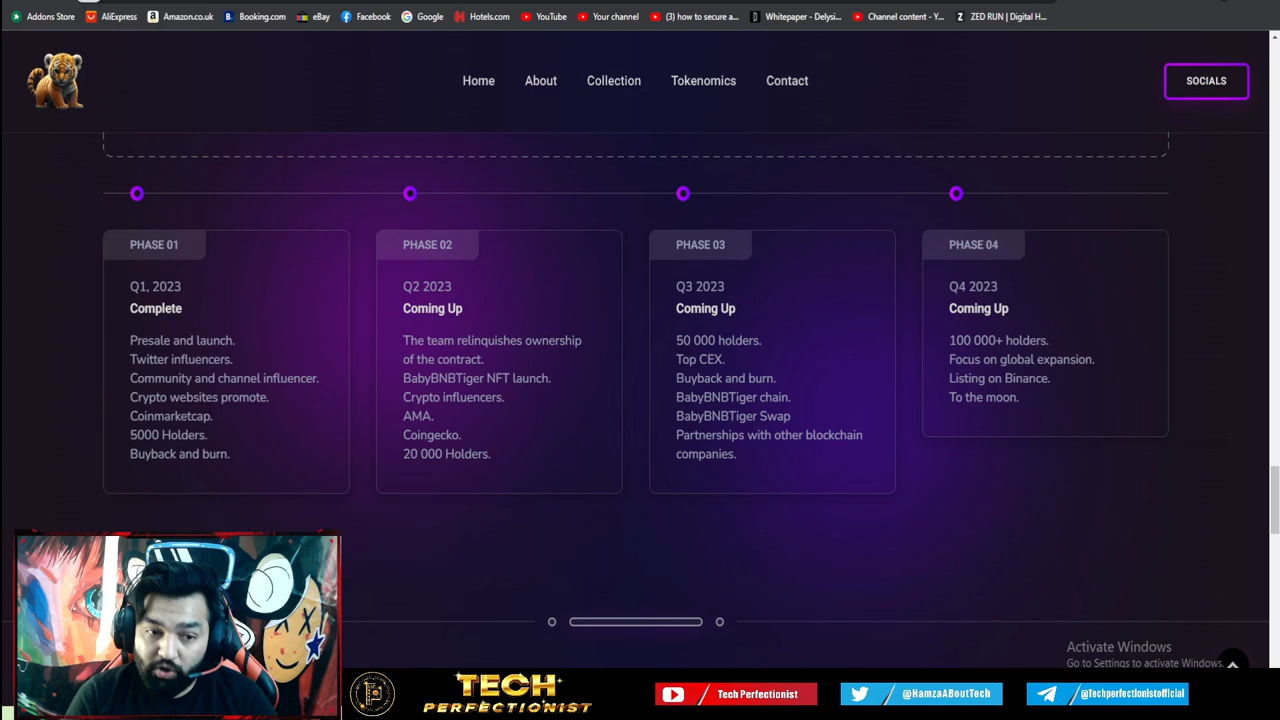 Addons Store
AliExpress
Amazon.co.uk
Booking.com
eBay
Facebook
Google
Hotels.com
YouTube
Your channel
(3) how to secure a...
Whitepaper - Delysi...
Channel content - Y...
ZED RUN | Digital H...
Home
About
Collection
Tokenomics
Contact
SOCIALS
PHASE 01
Q1, 2023
Complete
Presale and launch.
Twitter influencers.
Community and channel influencer.
Crypto websites promote.
Coinmarketcap.
5000 Holders.
Buyback and burn.
PHASE 02
Q2 2023
Coming Up
The team relinquishes ownership
of the contract.
BabyBNBTiger NFT launch.
Crypto influencers.
AMA.
Coingecko.
20 000 Holders.
PHASE 03
Q3 2023
Coming Up
50 000 holders.
Top CEX.
Buyback and burn.
BabyBNBTiger chain.
BabyBNBTiger Swap
Partnerships with other blockchain
companies.
PHASE 04
Q4 2023
Coming Up
100 000+ holders.
Focus on global expansion.
Listing on Binance.
To the moon.
Activate Windows
Go to Settings to activate Windows.
TECH
PERFECTIONIST
Tech Perfectionist
@HamzaABoutTech
@Techperfectionistofficial